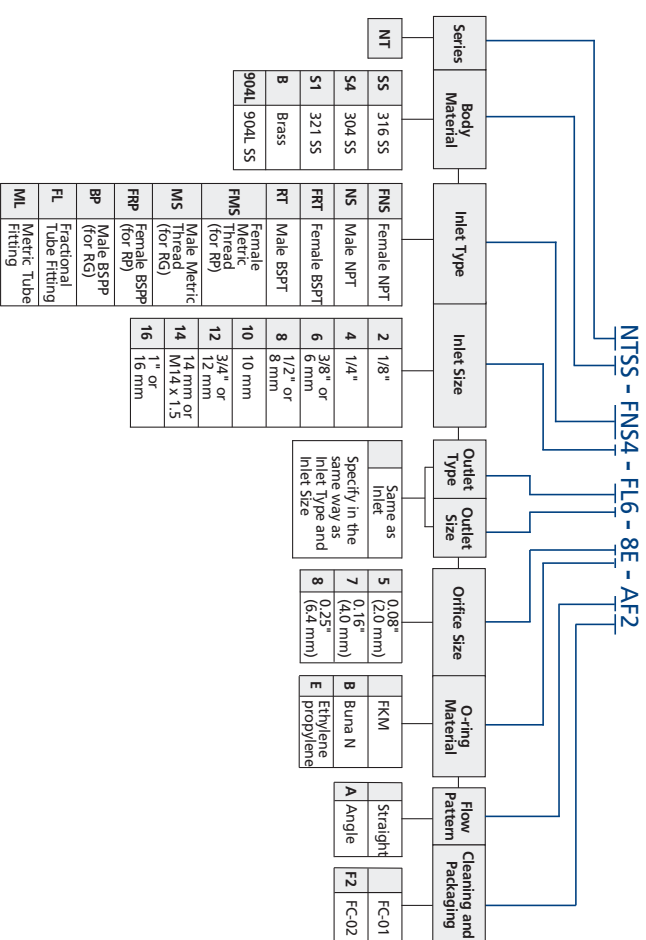 NTSS - FNS4 - FL6 - 8E - AF2
Series
NT
Body
Material
SS 316 SS
S4 304 SS
S1 321 SS
B Brass
904L 904L SS
Inlet Type
FNS Female NPT
NS Male NPT
FRT Female BSPT
RT Male BSPT
FMS Female
Metric
Thread
(for RP)
MS Male Metric
Thread
(for RG)
FRP Female BSPP
(for RP)
BP Male BSPP
(for RG)
FL Fractional
Tube Fitting
ML Metric Tube
Fitting
Inlet Size
2 1/8"
4 1/4"
6 3/8" or
6 mm
8 1/2" or
8 mm
10 10 mm
12 3/4" or
12 mm
14 14 mm or
M14 x 1.5
16 1" or
16 mm
Outlet
Type
Outlet
Size
Same as
Inlet
Specify in the
same way as
Inlet Type and
Inlet Size
Orifice Size
5 0.08"
(2.0 mm)
7 0.16"
(4.0 mm)
8 0.25"
(6.4 mm)
O-ring
Material
FKM
B Buna N
E Ethylene
propylene
Flow
Pattern
Straight
A Angle
Cleaning and
Packaging
FC-01
F2 FC-02